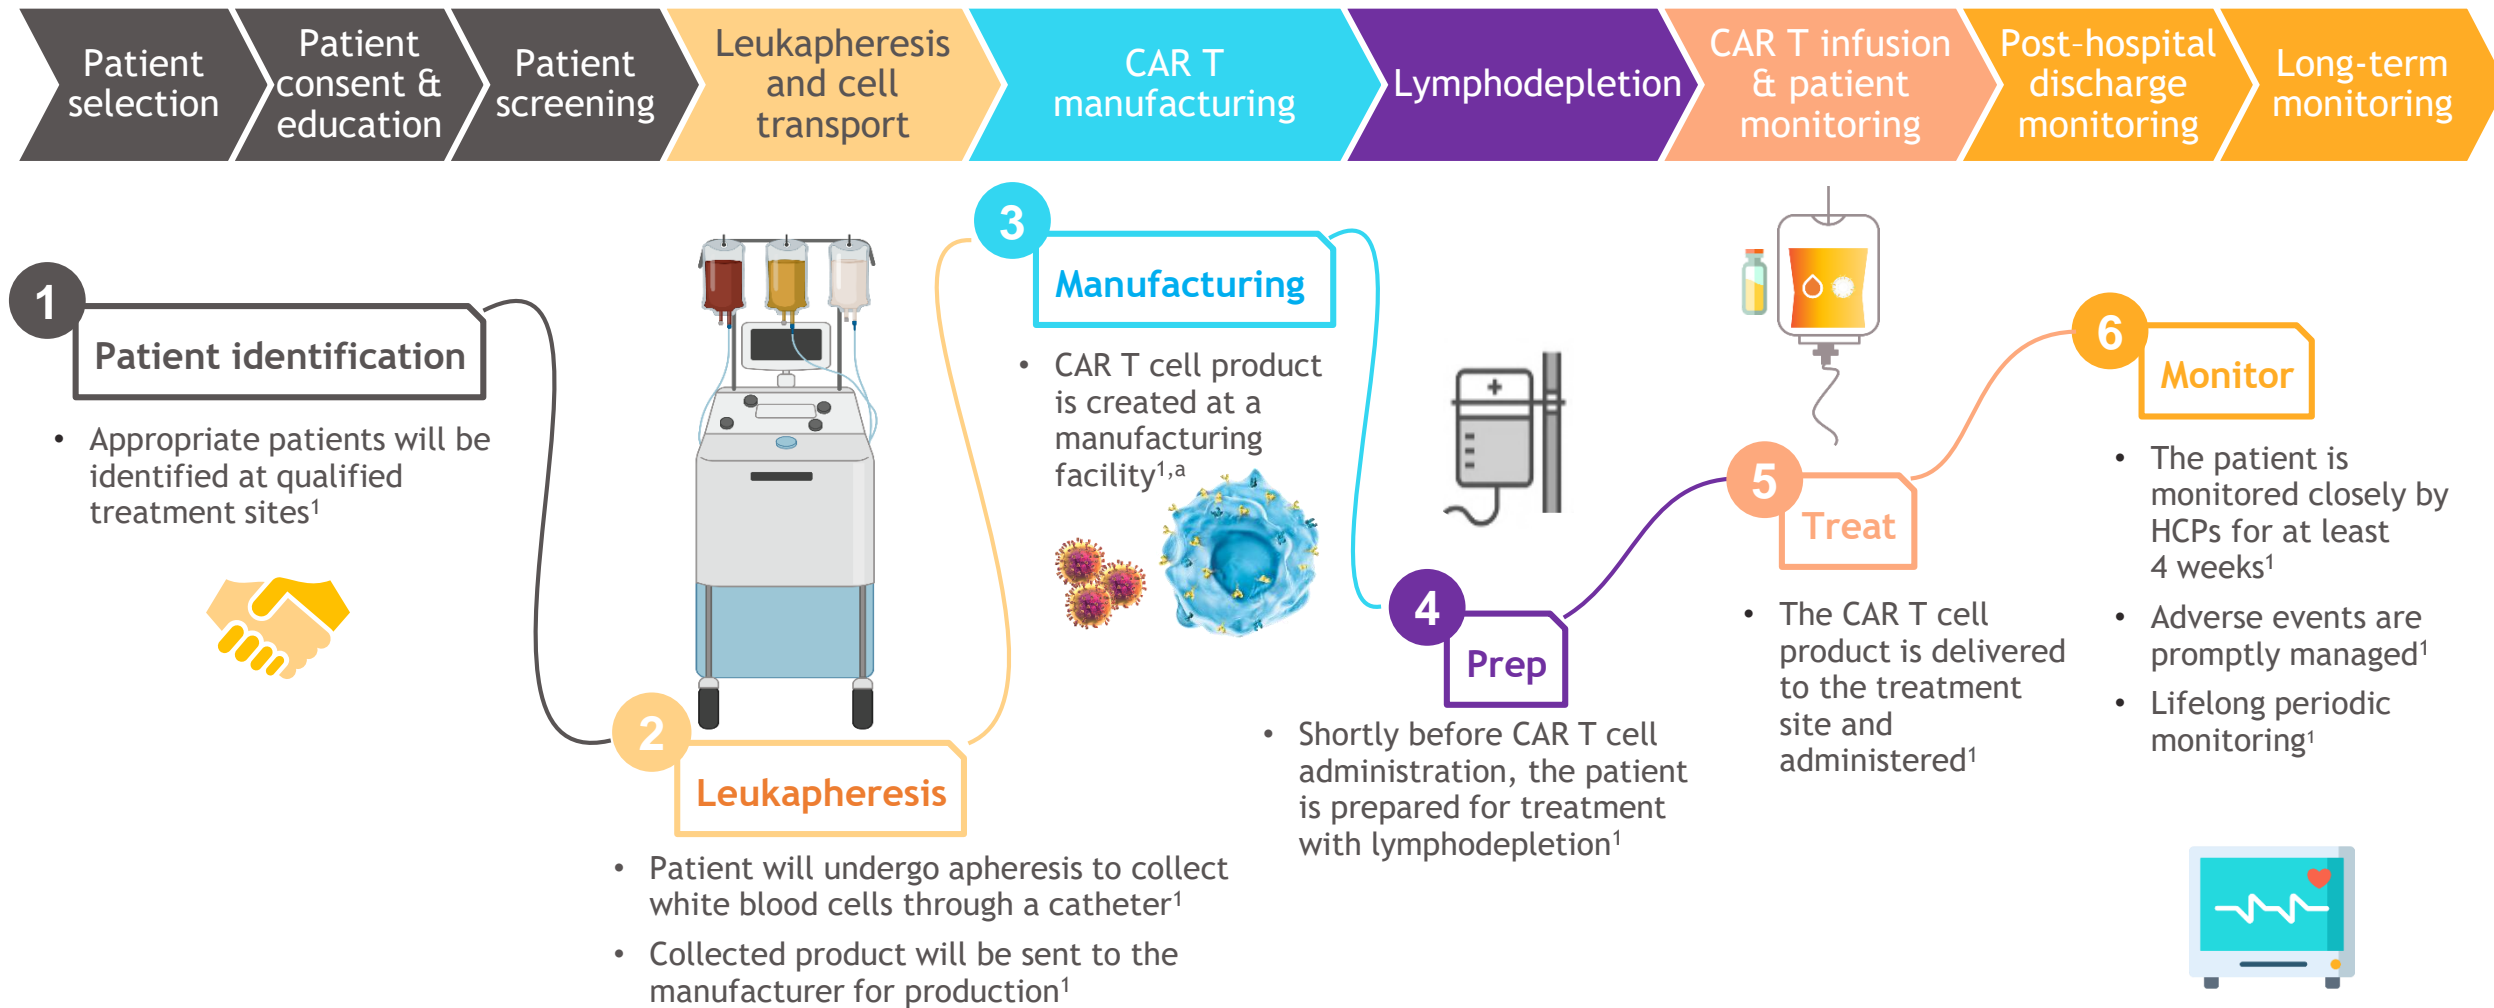 Patient
selection
Patient
consent &
education
Patient
screening
Leukapheresis
and cell
transport
CAR T
manufacturing
Lymphodepletion
CAR T infusion
& patient
monitoring
Post-hospital
discharge
monitoring
Long-term
monitoring
1
Patient identification
• Appropriate patients will be
identified at qualified
treatment sites¹
2
Leukapheresis
• Patient will undergo apheresis to collect
white blood cells through a catheter¹
• Collected product will be sent to the
manufacturer for production¹
3
Manufacturing
• CAR T cell product
is created at a
manufacturing
facility¹,ᵃ
4
Prep
• Shortly before CAR T cell
administration, the patient
is prepared for treatment
with lymphodepletion¹
5
Treat
• The CAR T cell
product is delivered
to the treatment
site and
administered¹
6
Monitor
• The patient is
monitored closely by
HCPs for at least
4 weeks¹
• Adverse events are
promptly managed¹
• Lifelong periodic
monitoring¹